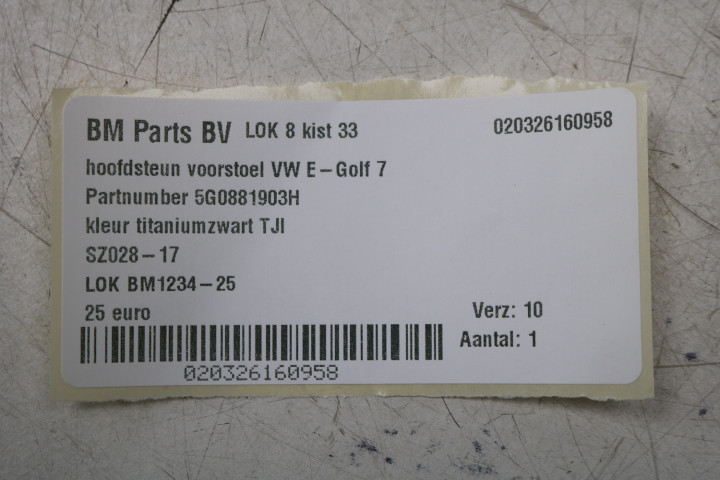 BM Parts BV LOK 8 kist 33 020326160958
hoofdsteun voorstoel VW E-Golf 7
Partnumber 5G0881903H
kleur titaniumzwart TJI
SZ028-17
LOK BM1234-25
25 euro Verz: 10
Aantal: 1
020326160958